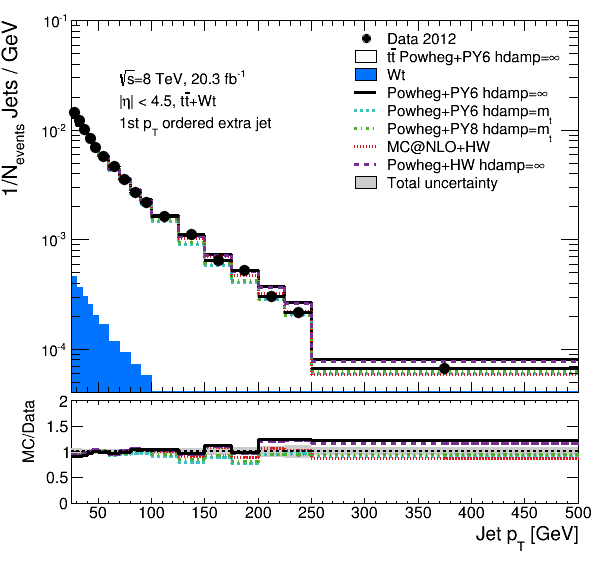 10⁻¹
10⁻²
10⁻³
10⁻⁴
1/N_events Jets / GeV
√s=8 TeV, 20.3 fb⁻¹
|η| < 4.5, tt̄+Wt
1st p_T ordered extra jet
Data 2012
tt̄ Powheg+PY6 hdamp=∞
Wt
Powheg+PY6 hdamp=∞
Powheg+PY6 hdamp=m_t
Powheg+PY8 hdamp=m_t
MC@NLO+HW
Powheg+HW hdamp=∞
Total uncertainty
MC/Data
2
1.5
1
0.5
0
50 100 150 200 250 300 350 400 450 500
Jet p_T [GeV]